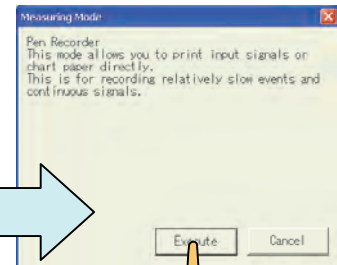 Measuring Mode
Pen Recorder
This mode allows you to print input signals or
chart paper directly.
This is for recording relatively slow events and
continuous signals.
Execute
Cancel